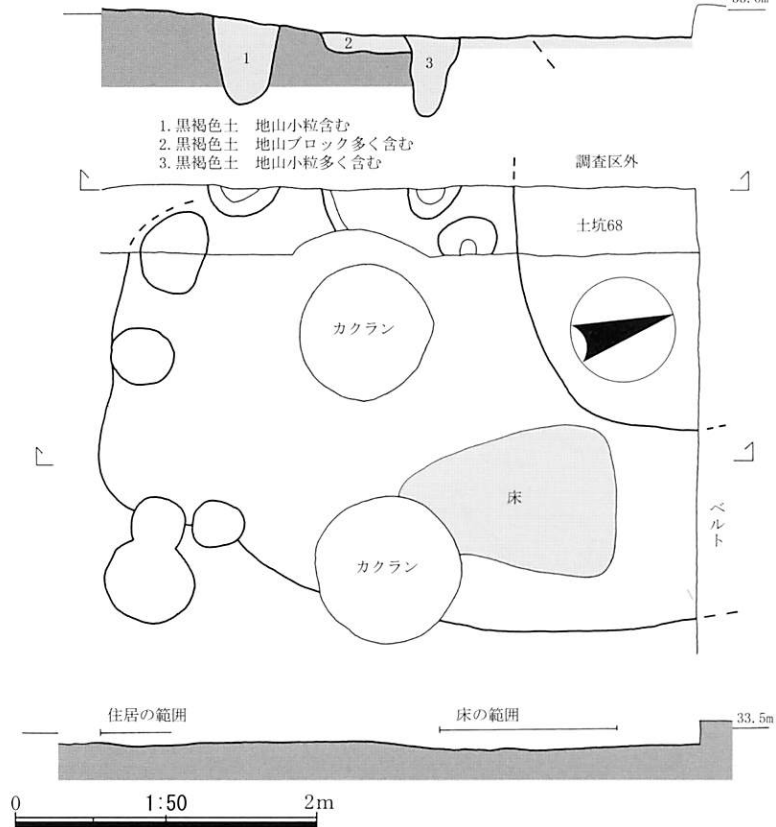 1
2
3
1. 黒褐色土 地山小粒含む
2. 黒褐色土 地山ブロック多く含む
3. 黒褐色土 地山小粒多く含む
調査区外
土坑68
カクラン
床
カクラン
ベルト
住居の範囲
床の範囲
33.5m
0 1:50 2m